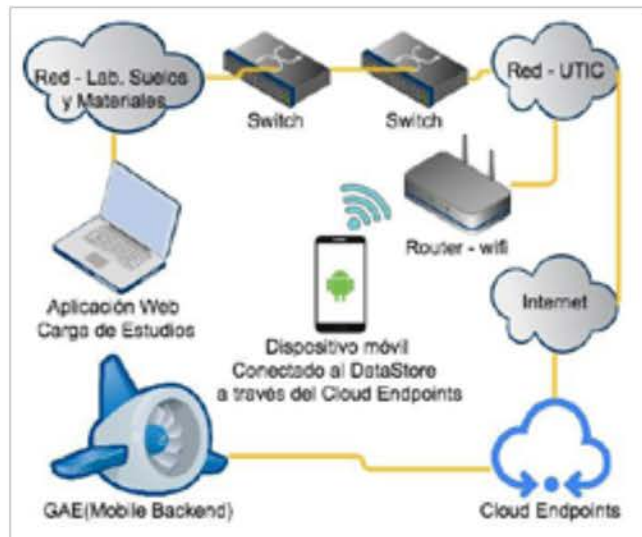 Red - Lab. Suelos
y Materiales
Switch
Switch
Red - UTIC
Router - wifi
Aplicación Web
Carga de Estudios
Dispositivo móvil
Conectado al DataStore
a través del Cloud Endpoints
Internet
GAE(Mobile Backend)
Cloud Endpoints